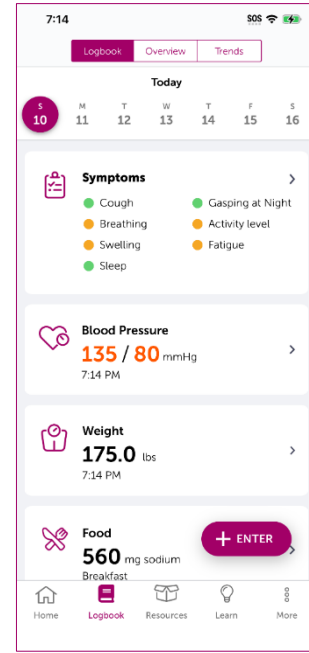 7:14 SOS
Logbook Overview Trends
Today
S M T W T F S
10 11 12 13 14 15 16
Symptoms
Cough Gasping at Night
Breathing Activity level
Swelling Fatigue
Sleep
Blood Pressure
135 / 80 mmHg
7:14 PM
Weight
175.0 lbs
7:14 PM
Food
560 mg sodium
+ ENTER
Breakfast
Home Logbook Resources Learn More